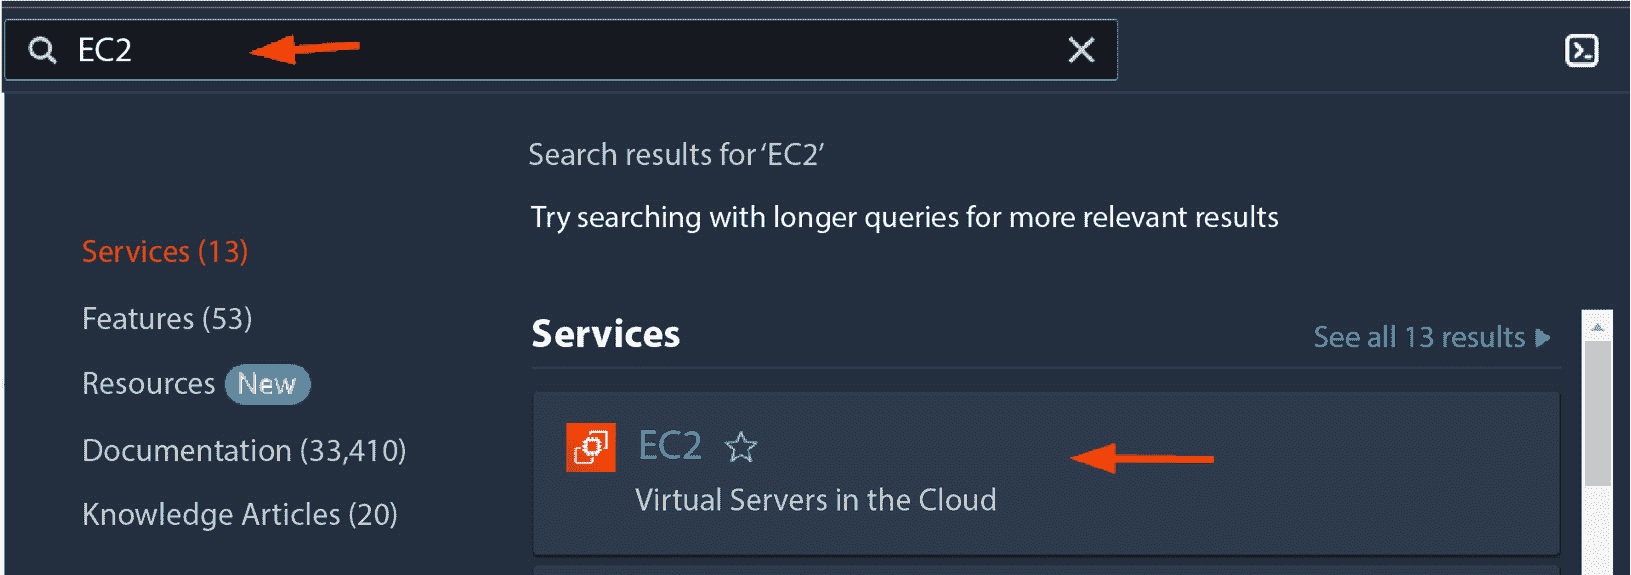 EC2
Search results for 'EC2'
Try searching with longer queries for more relevant results
Services (13)
Features (53)
Resources New
Documentation (33,410)
Knowledge Articles (20)
Services
See all 13 results
EC2
Virtual Servers in the Cloud